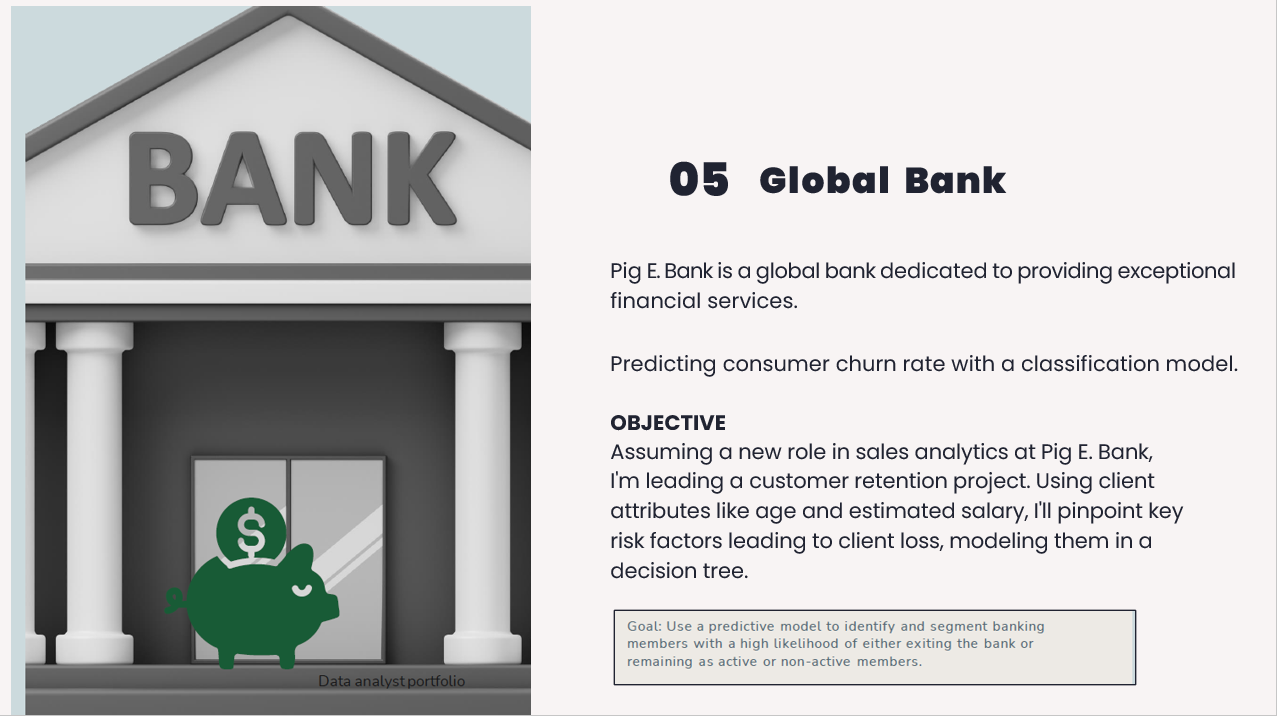 BANK
$
Data analyst portfolio
05 Global Bank
Pig E. Bank is a global bank dedicated to providing exceptional
financial services.
Predicting consumer churn rate with a classification model.
OBJECTIVE
Assuming a new role in sales analytics at Pig E. Bank,
I'm leading a customer retention project. Using client
attributes like age and estimated salary, I'll pinpoint key
risk factors leading to client loss, modeling them in a
decision tree.
Goal: Use a predictive model to identify and segment banking
members with a high likelihood of either exiting the bank or
remaining as active or non-active members.